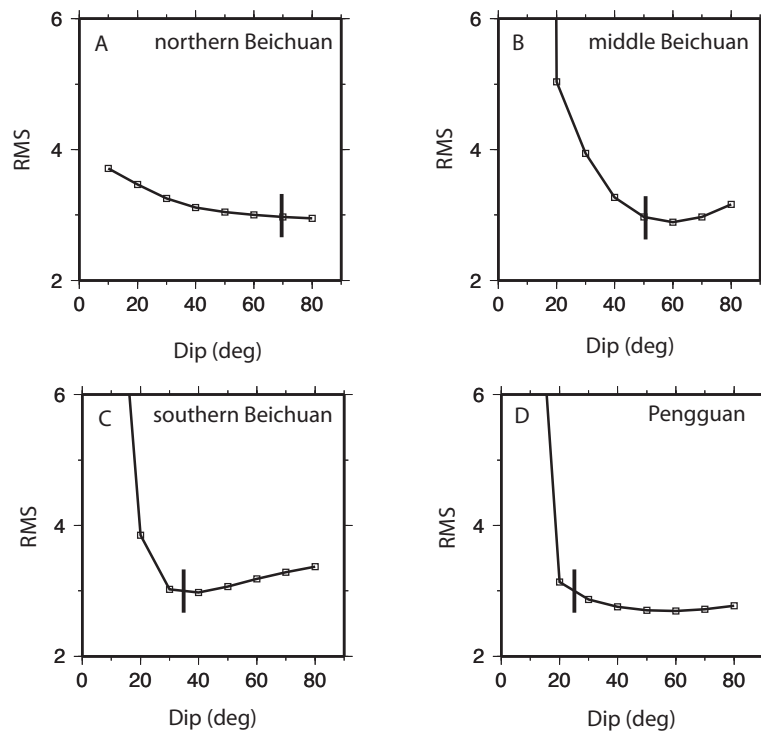 A northern Beichuan
6
4
2
RMS
0 20 40 60 80
Dip (deg)
B middle Beichuan
6
4
2
RMS
0 20 40 60 80
Dip (deg)
C southern Beichuan
6
4
2
RMS
0 20 40 60 80
Dip (deg)
D Pengguan
6
4
2
RMS
0 20 40 60 80
Dip (deg)